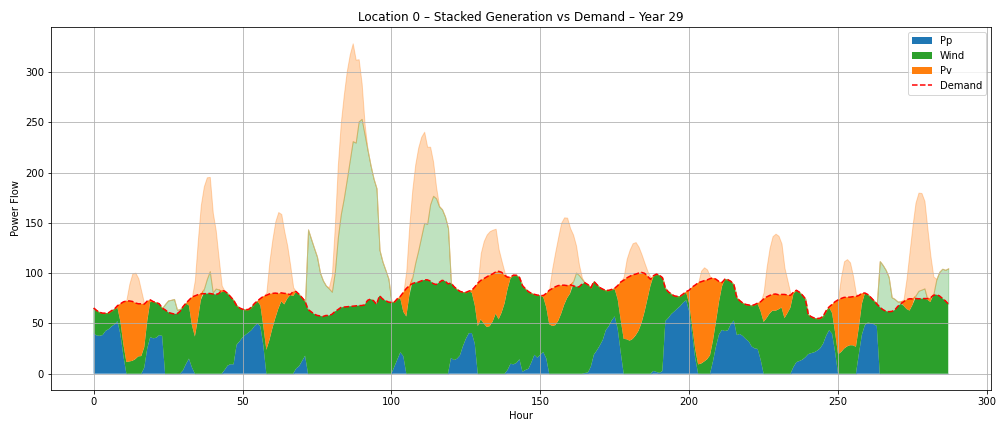 Location 0 – Stacked Generation vs Demand – Year 29
Power Flow
300
250
200
150
100
50
0
Pp
Wind
Pv
Demand
0
50
100
150
200
250
300
Hour